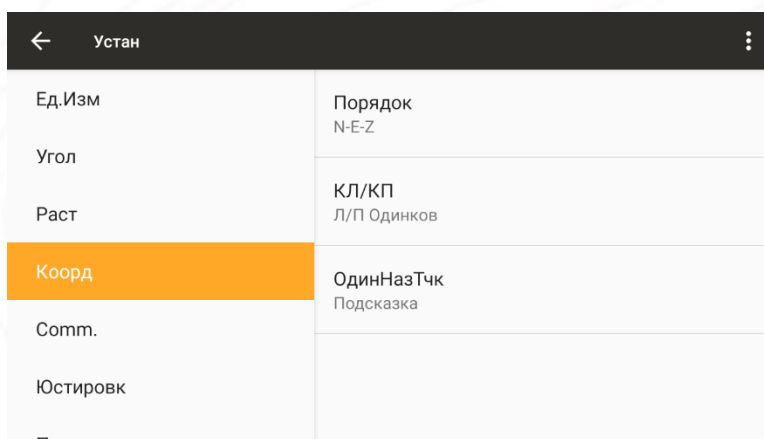 Устан
Ед.Изм
Угол
Раст
Коорд
Comm.
Юстировк
Порядок
N-E-Z
КЛ/КП
Л/П Одинков
ОдинНазТчк
Подсказка